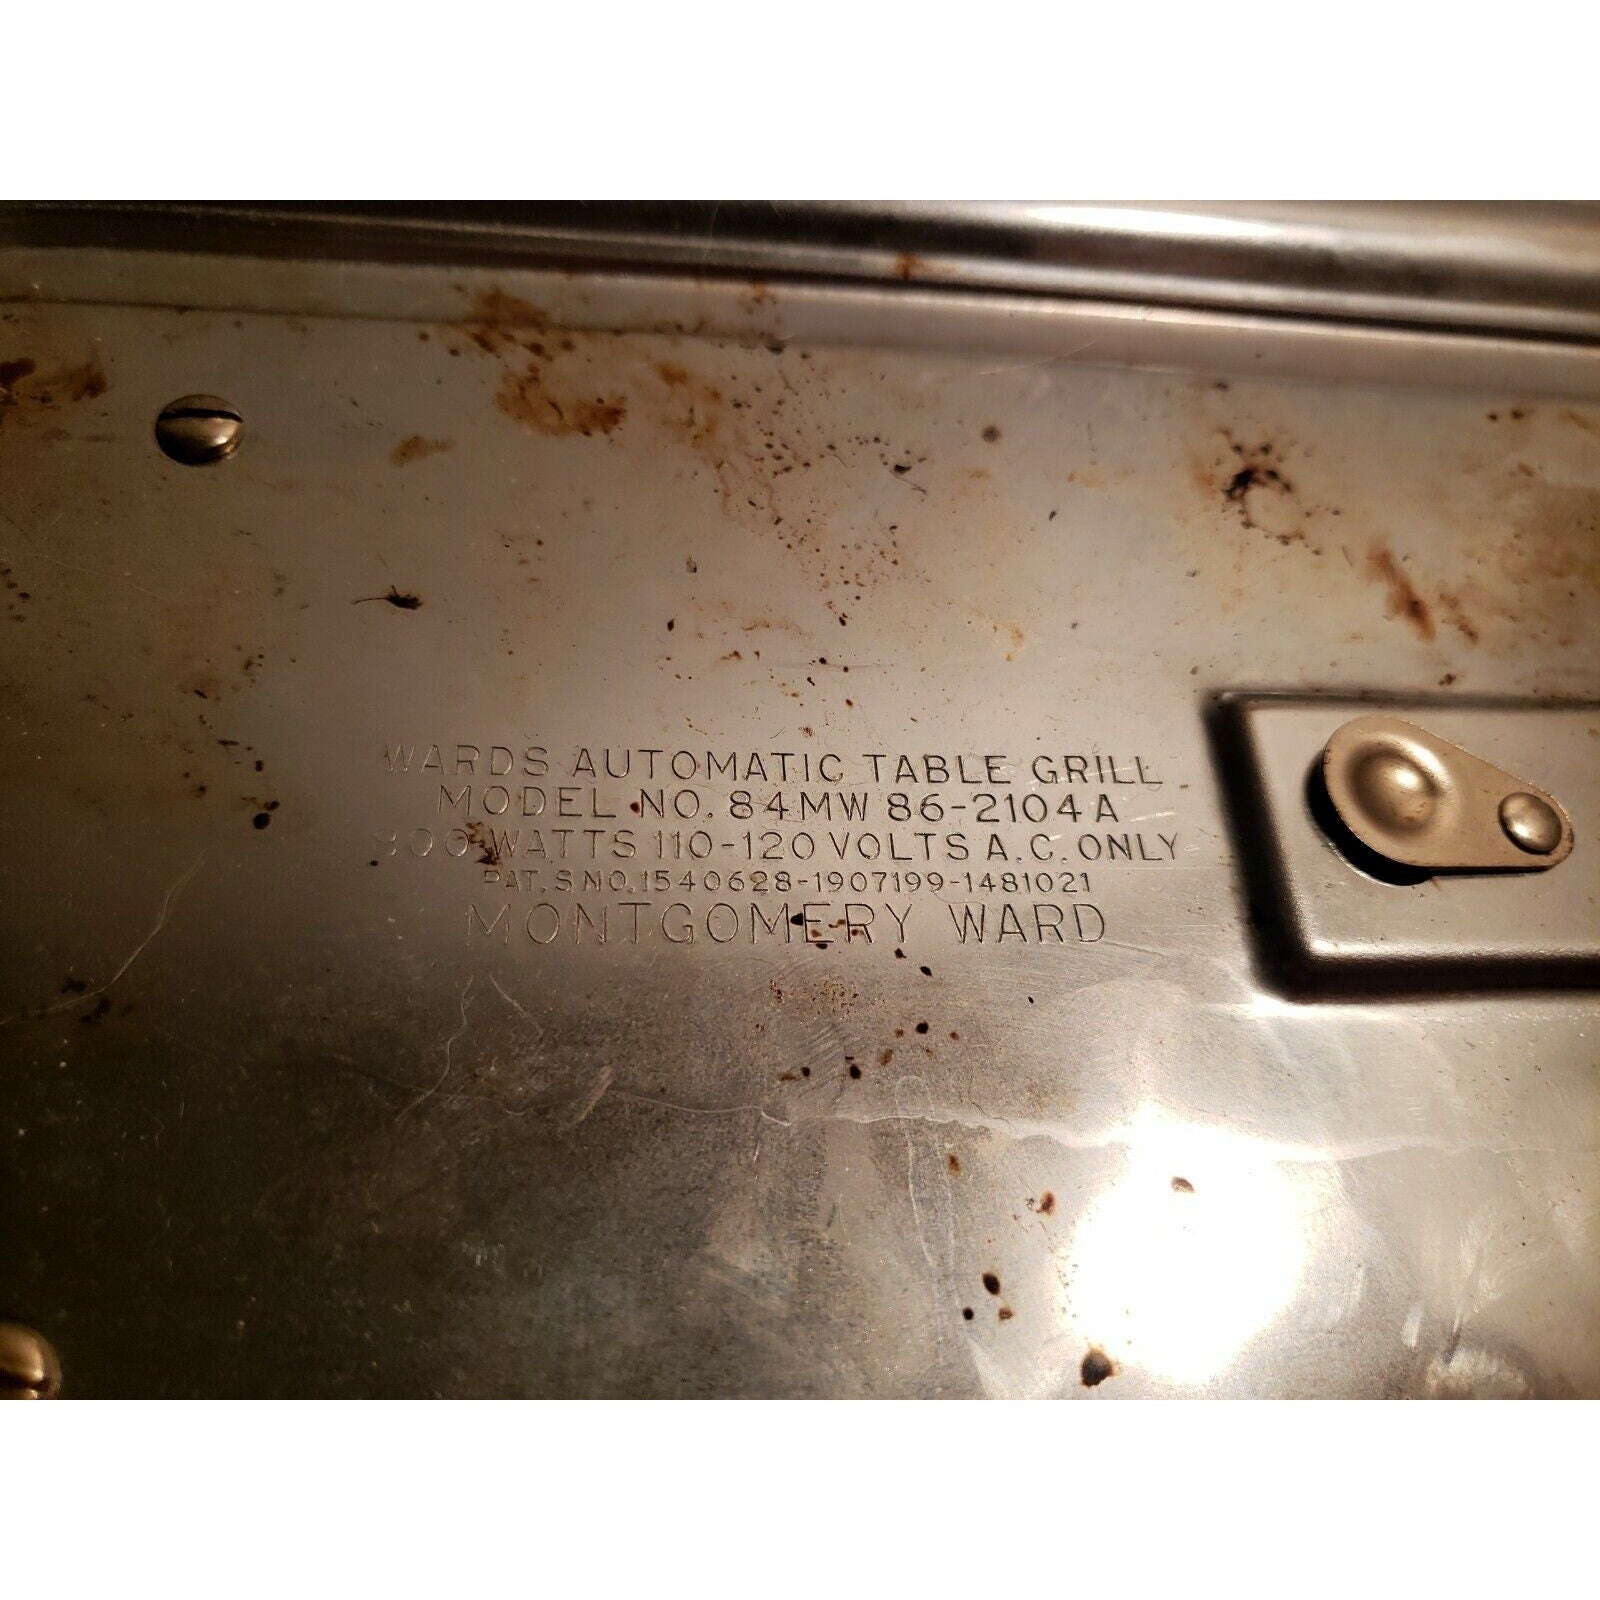 WARDS AUTOMATIC TABLE GRILL
MODEL NO. 84MW 86-2104A
800 WATTS 110-120 VOLTS A.C. ONLY
PAT.S NO. 1540628-1907199-1481021
MONTGOMERY WARD